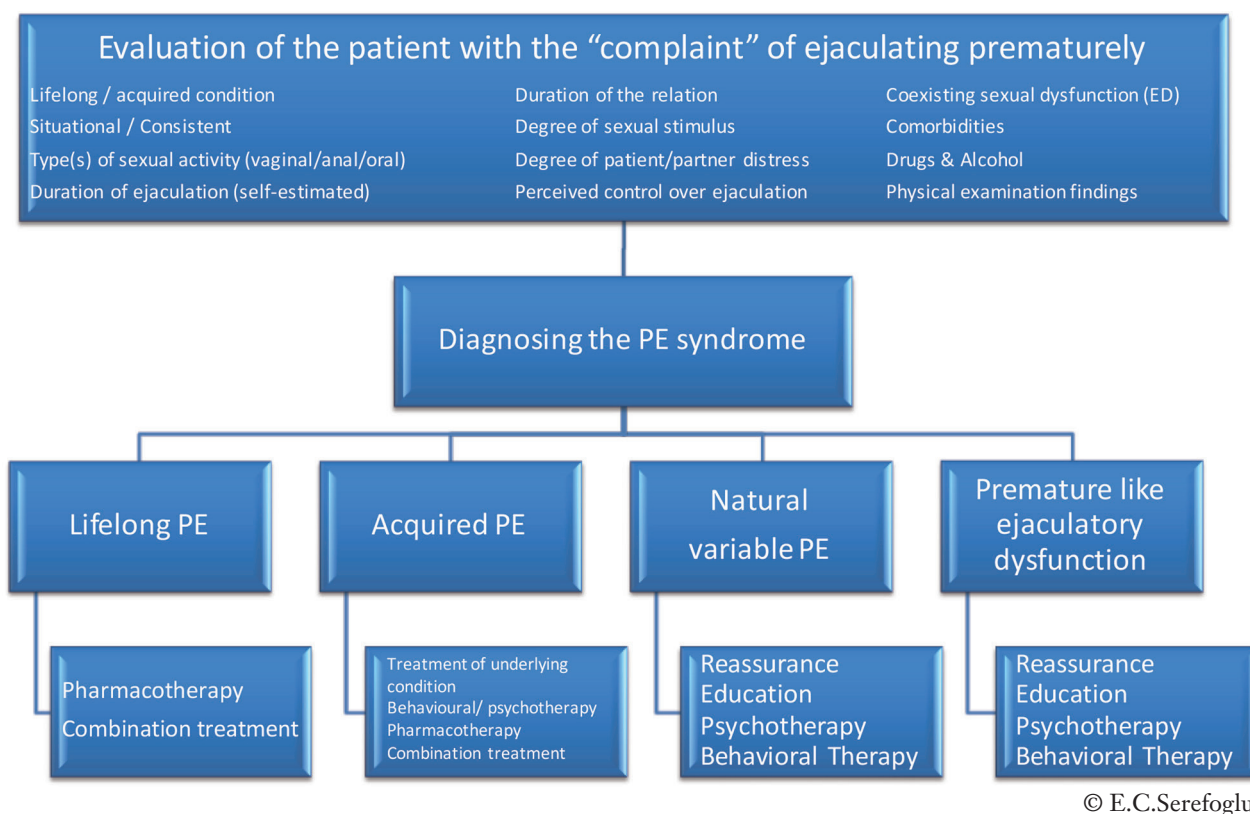 Evaluation of the patient with the “complaint” of ejaculating prematurely
Lifelong / acquired condition
Situational / Consistent
Type(s) of sexual activity (vaginal/anal/oral)
Duration of ejaculation (self-estimated)
Duration of the relation
Degree of sexual stimulus
Degree of patient/partner distress
Perceived control over ejaculation
Coexisting sexual dysfunction (ED)
Comorbidities
Drugs & Alcohol
Physical examination findings
Diagnosing the PE syndrome
Lifelong PE
Acquired PE
Natural
variable PE
Premature like
ejaculatory
dysfunction
Pharmacotherapy
Combination treatment
Treatment of underlying
condition
Behavioural/ psychotherapy
Pharmacotherapy
Combination treatment
Reassurance
Education
Psychotherapy
Behavioral Therapy
Reassurance
Education
Psychotherapy
Behavioral Therapy
© E.C.Serefoglu